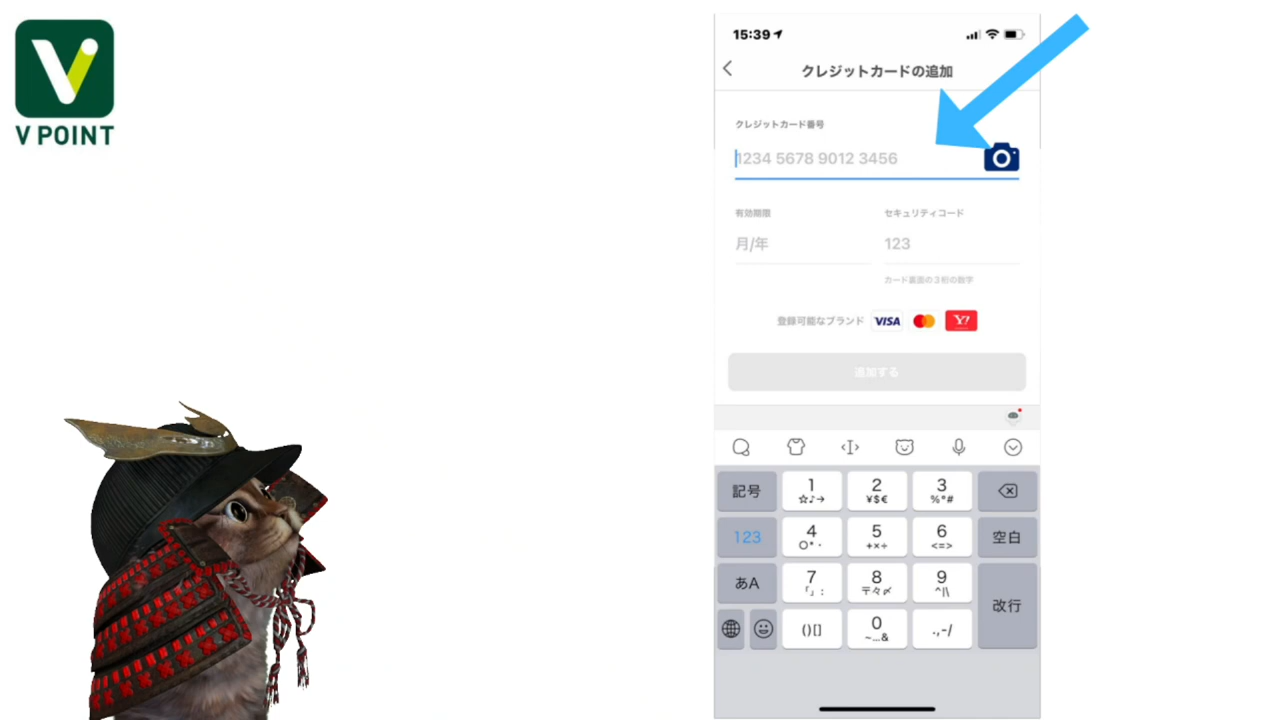 V POINT
15:39
クレジットカードの追加
クレジットカード番号
1234 5678 9012 3456
有効期限
セキュリティコード
月/年
123
カード裏面の3桁の数字
登録可能なブランド VISA Y?
追加する
記号 1 2 3
☆♪→ ¥$€ %°#
123 4 5 6 空白
○*・ +×÷ <=>
あA 7 8 9 改行
「」: 〒々〆 ^|\
()[] 0 .,-/
~…&